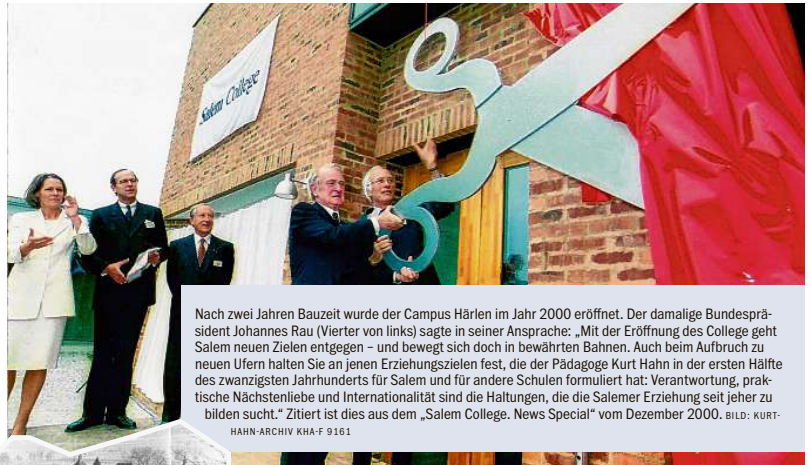 Salem College
Nach zwei Jahren Bauzeit wurde der Campus Härlen im Jahr 2000 eröffnet. Der damalige Bundesprä-
sident Johannes Rau (Vierter von links) sagte in seiner Ansprache: „Mit der Eröffnung des College geht
Salem neuen Zielen entgegen – und bewegt sich doch in bewährten Bahnen. Auch beim Aufbruch zu
neuen Ufern halten Sie an jenen Erziehungszielen fest, die der Pädagoge Kurt Hahn in der ersten Hälfte
des zwanzigsten Jahrhunderts für Salem und für andere Schulen formuliert hat: Verantwortung, prak-
tische Nächstenliebe und Internationalität sind die Haltungen, die die Salemer Erziehung seit jeher zu
bilden sucht.“ Zitiert ist dies aus dem „Salem College. News Special“ vom Dezember 2000. BILD: KURT-
HAHN-ARCHIV KHA-F 9161